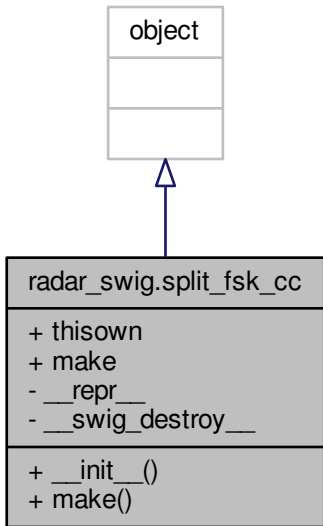 object
radar_swig.split_fsk_cc
+ thisown
+ make
- __repr__
- __swig_destroy__
+ __init__()
+ make()